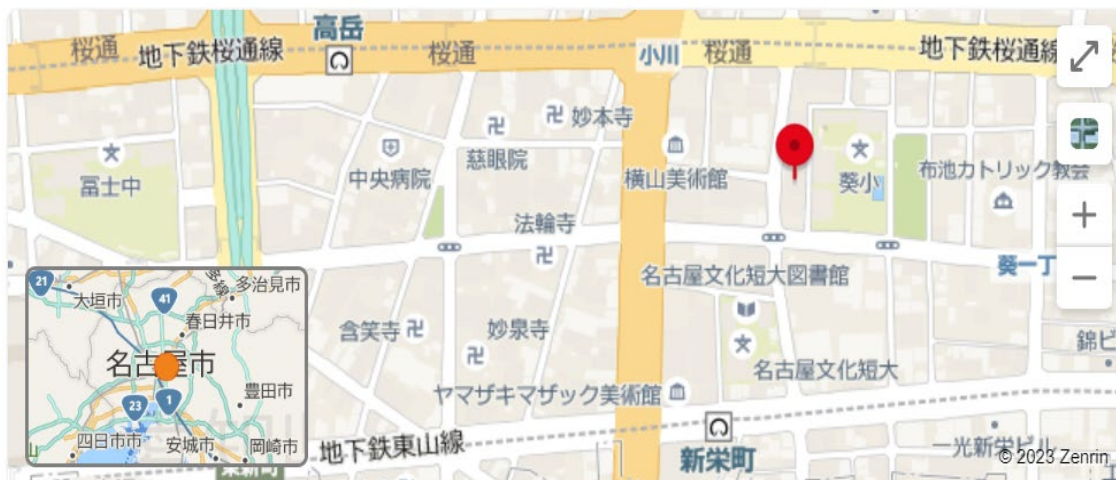 高岳
桜通
地下鉄桜通線
桜通
小川
桜通
地下鉄桜通線
妙本寺
慈眼院
中央病院
冨士中
横山美術館
葵小
布池カトリック教会
法輪寺
葵一丁
名古屋文化短大図書館
含笑寺
妙泉寺
名古屋文化短大
錦ビ
ヤマザキマザック美術館
地下鉄東山線
新栄町
一光新栄ビル
© 2023 Zenrin
21
大垣市
41
多治見市
春日井市
名古屋市
豊田市
23
1
四日市市
安城市
岡崎市
山